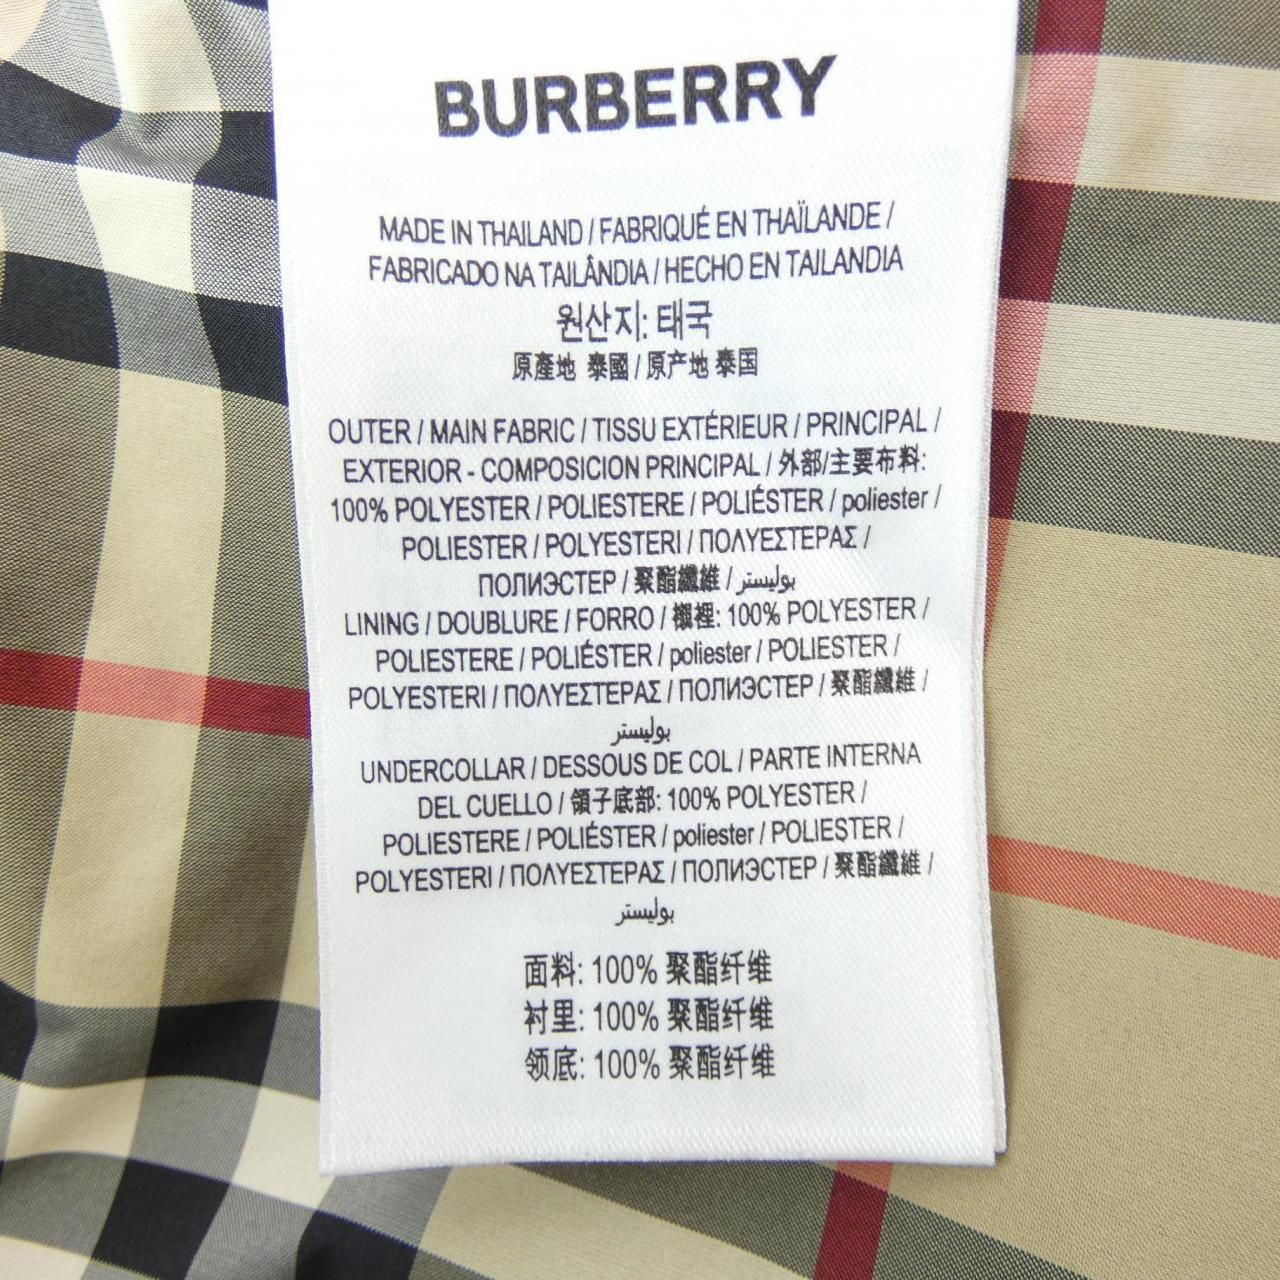 BURBERRY
MADE IN THAILAND / FABRIQUÉ EN THAÏLANDE /
FABRICADO NA TAILÂNDIA / HECHO EN TAILANDIA
원산지: 태국
原產地 泰國 / 原产地 泰国
OUTER / MAIN FABRIC / TISSU EXTÉRIEUR / PRINCIPAL /
EXTERIOR - COMPOSICION PRINCIPAL / 外部/主要布料:
100% POLYESTER / POLIESTERE / POLIÉSTER / poliester /
POLIESTER / POLYESTERI / ΠΟΛΥΕΣΤΕΡΑΣ /
ПОЛИЭСТЕР / 聚酯纖維 / بوليستر
LINING / DOUBLURE / FORRO / 襯裡: 100% POLYESTER /
POLIESTERE / POLIÉSTER / poliester / POLIESTER /
POLYESTERI / ΠΟΛΥΕΣΤΕΡΑΣ / ПОЛИЭСТЕР / 聚酯纖維 /
بوليستر
UNDERCOLLAR / DESSOUS DE COL / PARTE INTERNA
DEL CUELLO / 領子底部: 100% POLYESTER /
POLIESTERE / POLIÉSTER / poliester / POLIESTER /
POLYESTERI / ΠΟΛΥΕΣΤΕΡΑΣ / ПОЛИЭСТЕР / 聚酯纖維 /
بوليستر
面料: 100% 聚酯纤维
衬里: 100% 聚酯纤维
领底: 100% 聚酯纤维